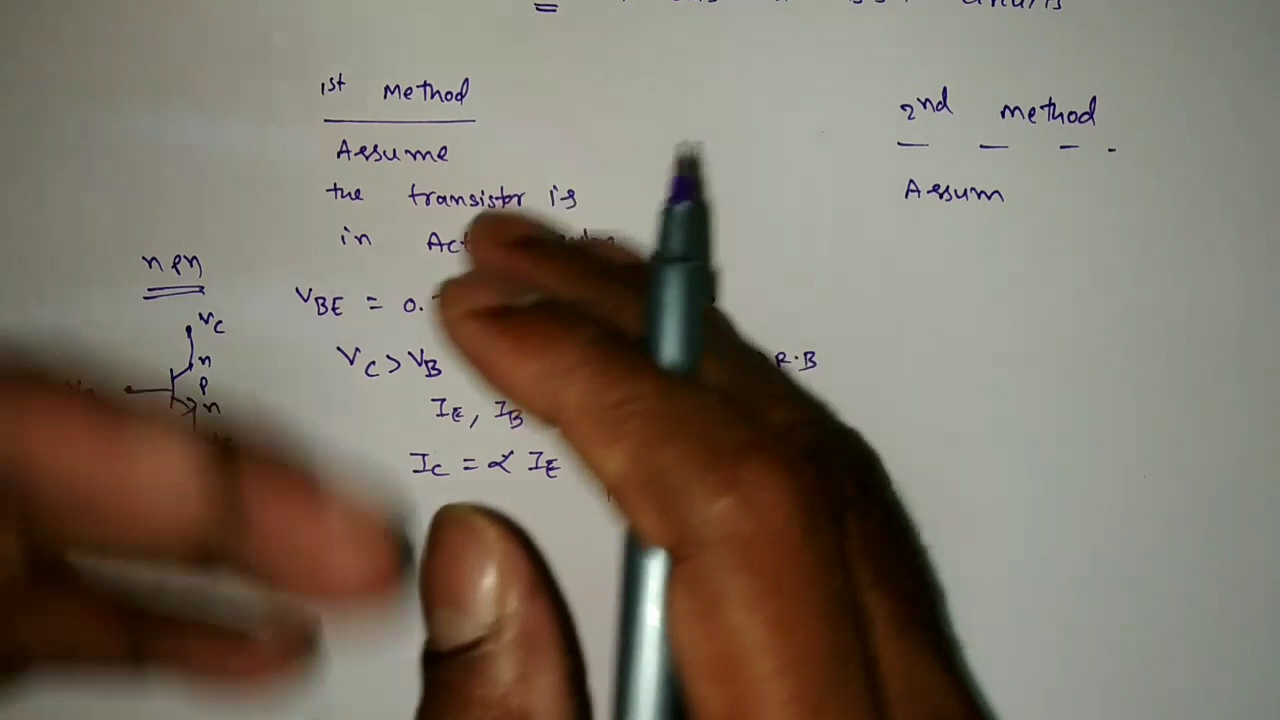 1st Method
Assume
the transistor is
in
npn
VBE = 0.
VC > VB
R.B
IE, IB
IC = α IE
VC
n
p
n
2nd method
Assum